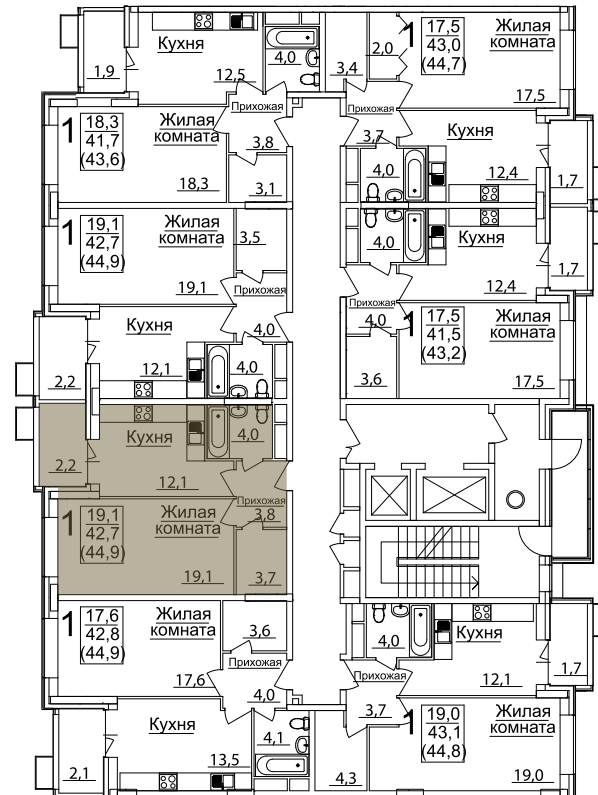 Кухня
1,9
12,5
4,0
3,4
2,0
1
17,5
43,0
(44,7)
Жилая
комната
17,5
Прихожая
3,8
3,1
1
18,3
41,7
(43,6)
Жилая
комната
18,3
Прихожая
3,7
Кухня
4,0
12,4
1,7
1
19,1
42,7
(44,9)
Жилая
комната
19,1
3,5
Прихожая
4,0
4,0
Кухня
12,4
1,7
Прихожая
4,0
3,6
1
17,5
41,5
(43,2)
Жилая
комната
17,5
Кухня
2,2
12,1
4,0
Кухня
2,2
12,1
4,0
Прихожая
3,8
3,7
1
19,1
42,7
(44,9)
Жилая
комната
19,1
1
17,6
42,8
(44,9)
Жилая
комната
17,6
3,6
Прихожая
4,0
4,0
Кухня
12,1
1,7
Прихожая
3,7
Кухня
2,1
13,5
4,1
4,3
1
19,0
43,1
(44,8)
Жилая
комната
19,0